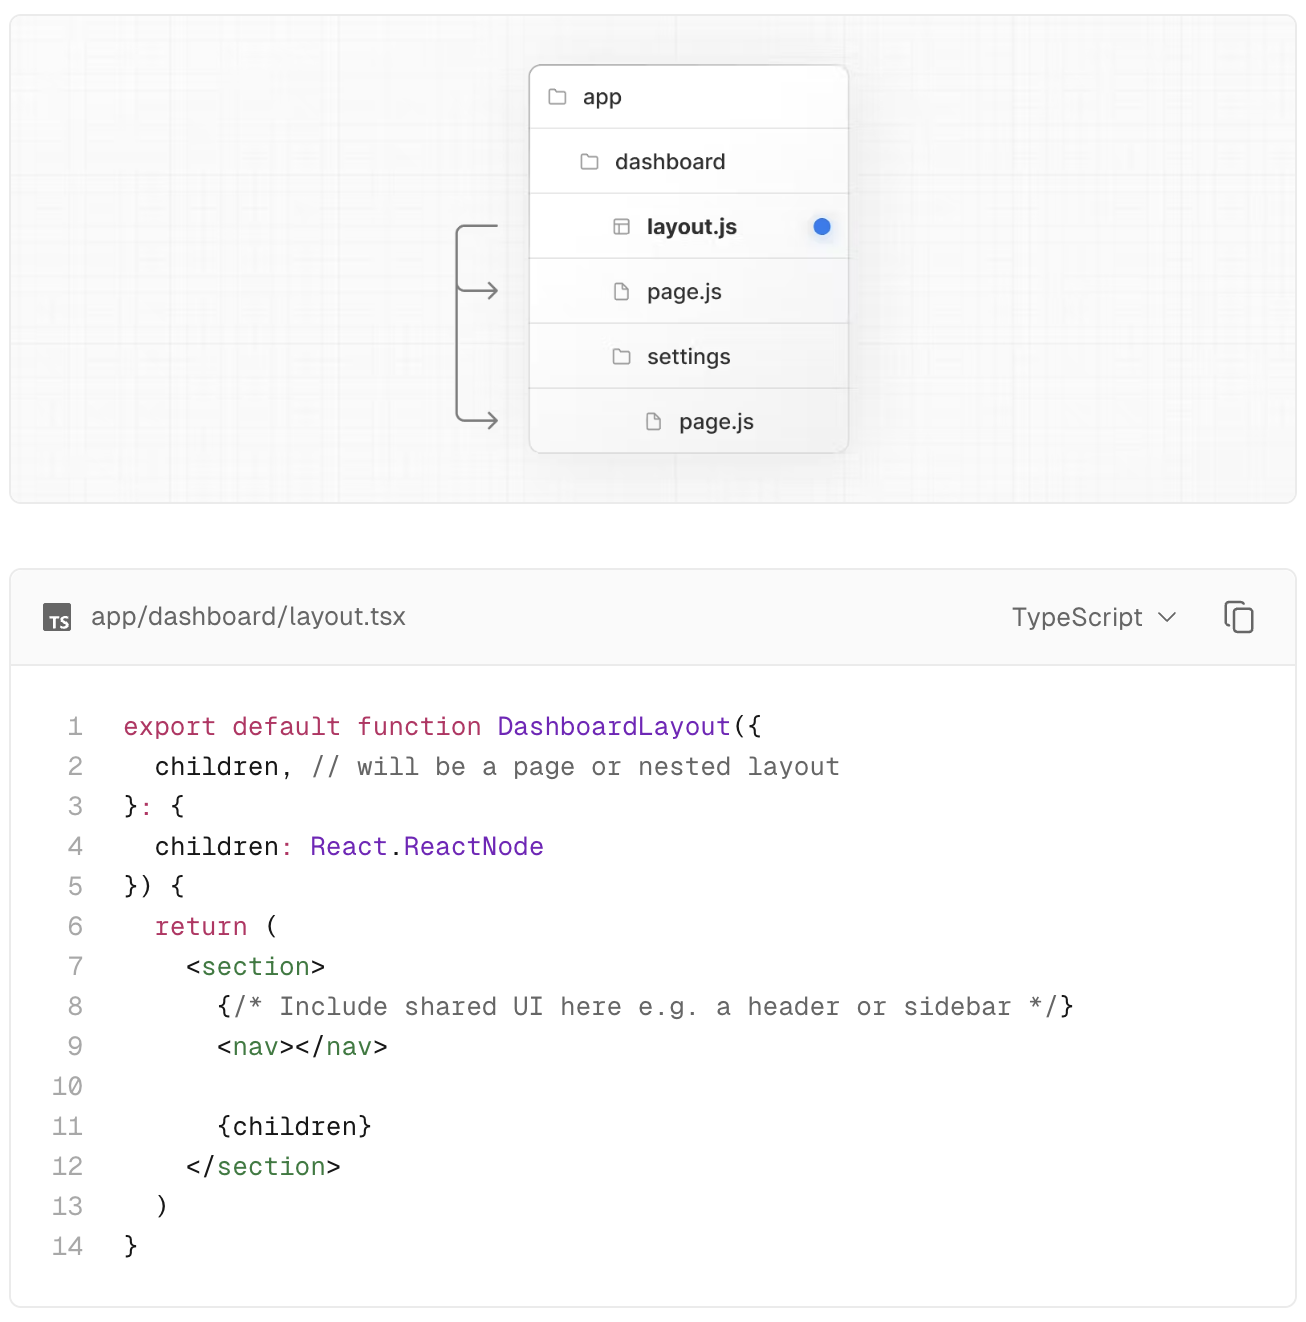 app
dashboard
layout.js
page.js
settings
page.js
TS app/dashboard/layout.tsx TypeScript
1 export default function DashboardLayout({
2   children, // will be a page or nested layout
3 }: {
4   children: React.ReactNode
5 }) {
6   return (
7     <section>
8       {/* Include shared UI here e.g. a header or sidebar */}
9       <nav></nav>
10
11       {children}
12     </section>
13   )
14 }